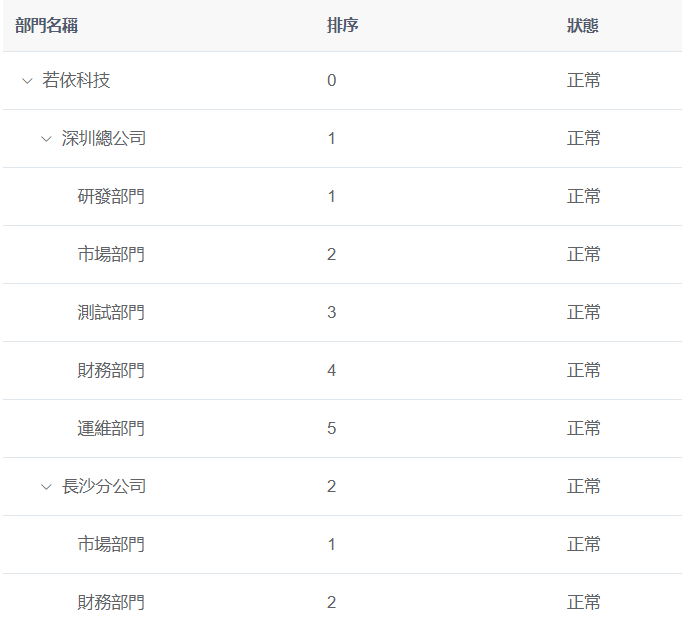 部門名稱 排序 狀態
若依科技 0 正常
深圳總公司 1 正常
研發部門 1 正常
市場部門 2 正常
測試部門 3 正常
財務部門 4 正常
運維部門 5 正常
長沙分公司 2 正常
市場部門 1 正常
財務部門 2 正常